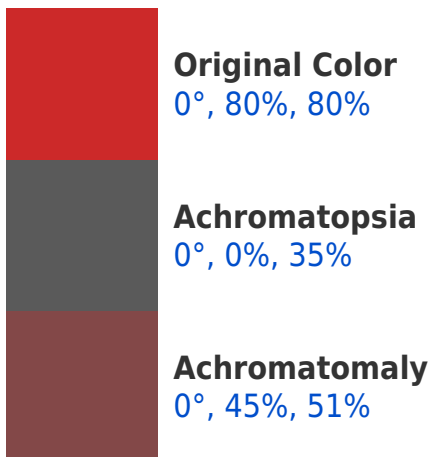 Original Color
0°, 80%, 80%
Achromatopsia
0°, 0%, 35%
Achromatomaly
0°, 45%, 51%